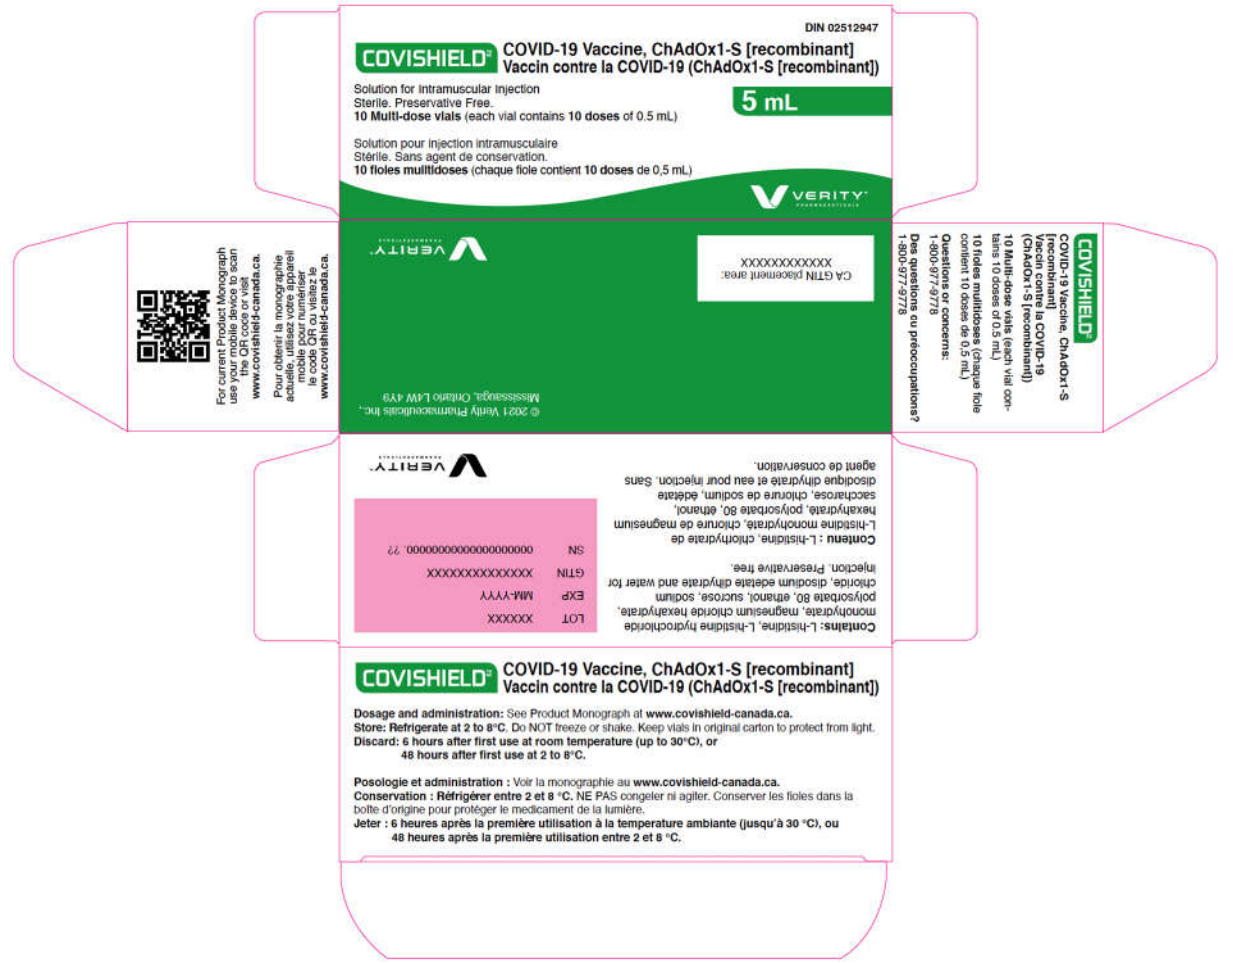 DIN 02512947
COVISHIELD
COVID-19 Vaccine, ChAdOx1-S [recombinant]
Vaccin contre la COVID-19 (ChAdOx1-S [recombinant])
Solution for Intramuscular Injection
Sterile. Preservative Free.
10 Multi-dose vials (each vial contains 10 doses of 0.5 mL)
5 mL
Solution pour injection intramusculaire
Stérile. Sans agent de conservation.
10 fioles mulitidoses (chaque fiole contient 10 doses de 0,5 mL)
VERITY
PHARMACEUTICALS
For current Product Monograph
use your mobile device to scan
the QR code or visit
www.covishield-canada.ca.
Pour obtenir la monographie
actuelle, utilisez votre appareil
mobile pour numériser
le code QR ou visitez le
www.covishield-canada.ca.
VERITY
PHARMACEUTICALS
CA GTIN placement area:
XXXXXXXXXXXX
© 2021 Verity Pharmaceuticals Inc.,
Mississauga, Ontario L4W 4Y9
COVISHIELD
COVID-19 Vaccine, ChAdOx1-S
[recombinant]
Vaccin contre la COVID-19
(ChAdOx1-S [recombinant])
10 Multi-dose vials (each vial con-
tains 10 doses of 0.5 mL)
10 fioles mulitidoses (chaque fiole
contient 10 doses de 0,5 mL)
Questions or concerns:
1-800-977-9778
Des questions ou préoccupations?
1-800-977-9778
Contains: L-histidine, L-histidine hydrochloride
monohydrate, magnesium chloride hexahydrate,
polysorbate 80, ethanol, sucrose, sodium
chloride, disodium edetate dihydrate and water for
injection. Preservative free.
Contenu : L-histidine, chlorhydrate de
L-histidine monohydraté, chlorure de magnesium
hexahydraté, polysorbate 80, éthanol,
saccharose, chlorure de sodium, édétate
disodique dihydraté et eau pour injection. Sans
agent de conservation.
LOT XXXXXX
EXP MM-YYYY
GTIN XXXXXXXXXXXXXX
SN 00000000000000000000. ??
VERITY
PHARMACEUTICALS
COVISHIELD
COVID-19 Vaccine, ChAdOx1-S [recombinant]
Vaccin contre la COVID-19 (ChAdOx1-S [recombinant])
Dosage and administration: See Product Monograph at www.covishield-canada.ca.
Store: Refrigerate at 2 to 8°C. Do NOT freeze or shake. Keep vials in original carton to protect from light.
Discard: 6 hours after first use at room temperature (up to 30°C), or
48 hours after first use at 2 to 8°C.
Posologie et administration : Voir la monographie au www.covishield-canada.ca.
Conservation : Réfrigérer entre 2 et 8 °C. NE PAS congeler ni agiter. Conserver les fioles dans la
boîte d'origine pour protéger le medicament de la lumière.
Jeter : 6 heures après la première utilisation à la temperature ambiante (jusqu'à 30 °C), ou
48 heures après la première utilisation entre 2 et 8 °C.